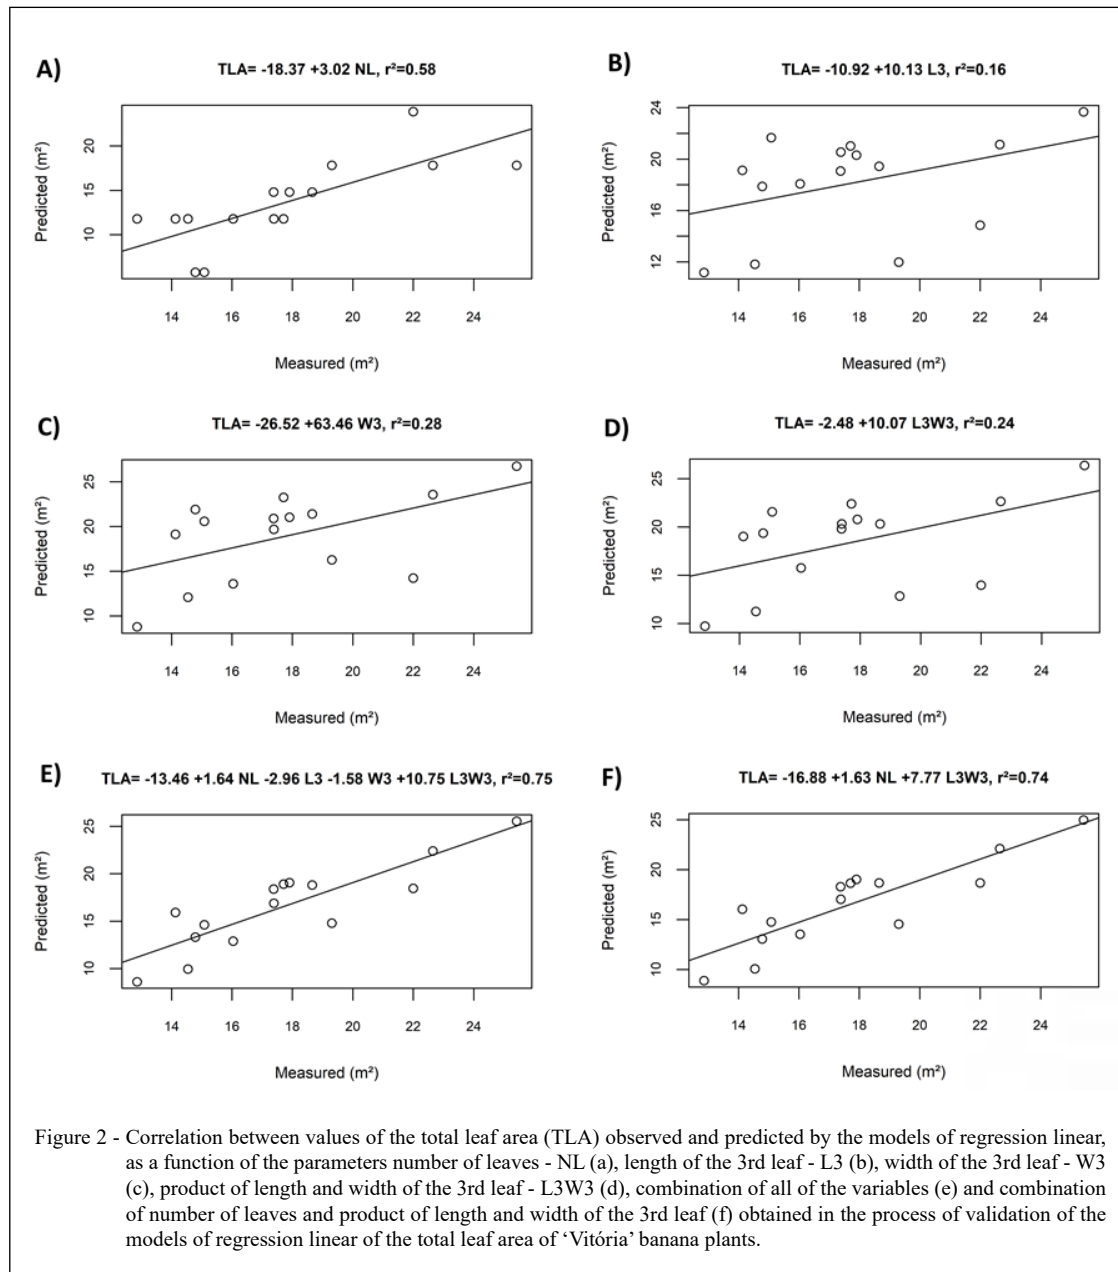 A)
TLA= -18.37 +3.02 NL, r²=0.58
Predicted (m²)
20
15
10
14 16 18 20 22 24
Measured (m²)
B)
TLA= -10.92 +10.13 L3, r²=0.16
Predicted (m²)
24
20
16
12
14 16 18 20 22 24
Measured (m²)
C)
TLA= -26.52 +63.46 W3, r²=0.28
Predicted (m²)
25
20
15
10
14 16 18 20 22 24
Measured (m²)
D)
TLA= -2.48 +10.07 L3W3, r²=0.24
Predicted (m²)
25
20
15
10
14 16 18 20 22 24
Measured (m²)
E)
TLA= -13.46 +1.64 NL -2.96 L3 -1.58 W3 +10.75 L3W3, r²=0.75
Predicted (m²)
25
20
15
10
14 16 18 20 22 24
Measured (m²)
F)
TLA= -16.88 +1.63 NL +7.77 L3W3, r²=0.74
Predicted (m²)
25
20
15
10
14 16 18 20 22 24
Measured (m²)
Figure 2 - Correlation between values of the total leaf area (TLA) observed and predicted by the models of regression linear,
as a function of the parameters number of leaves - NL (a), length of the 3rd leaf - L3 (b), width of the 3rd leaf - W3
(c), product of length and width of the 3rd leaf - L3W3 (d), combination of all of the variables (e) and combination
of number of leaves and product of length and width of the 3rd leaf (f) obtained in the process of validation of the
models of regression linear of the total leaf area of ‘Vitória’ banana plants.